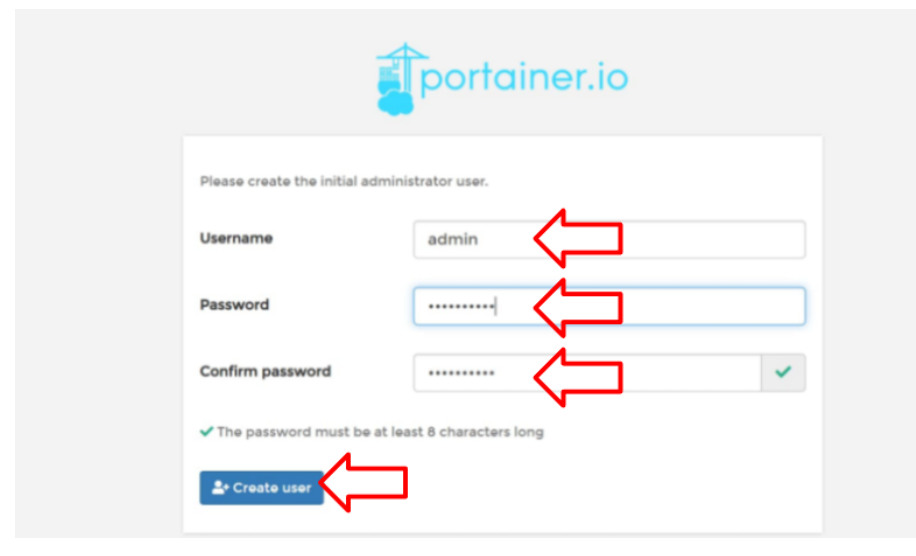 portainer.io
Please create the initial administrator user.
Username
admin
Password
••••••••••
Confirm password
••••••••••
The password must be at least 8 characters long
Create user